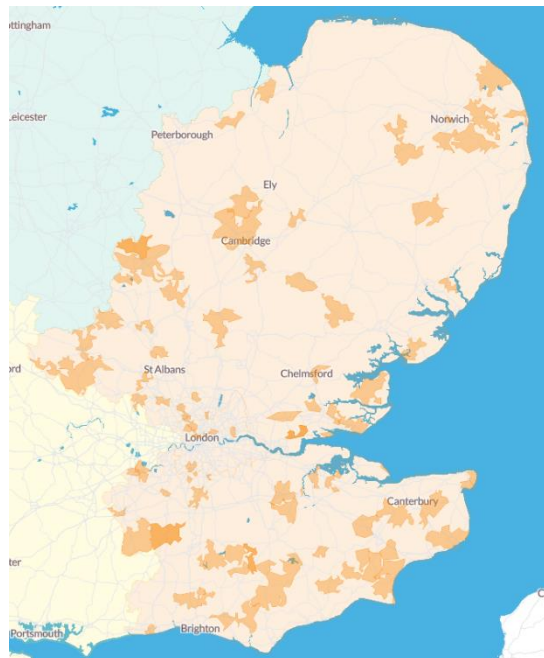 ottingham
Leicester
Peterborough
Norwich
Ely
Cambridge
St Albans
Chelmsford
ord
London
Canterbury
ter
Portsmouth
Brighton
C